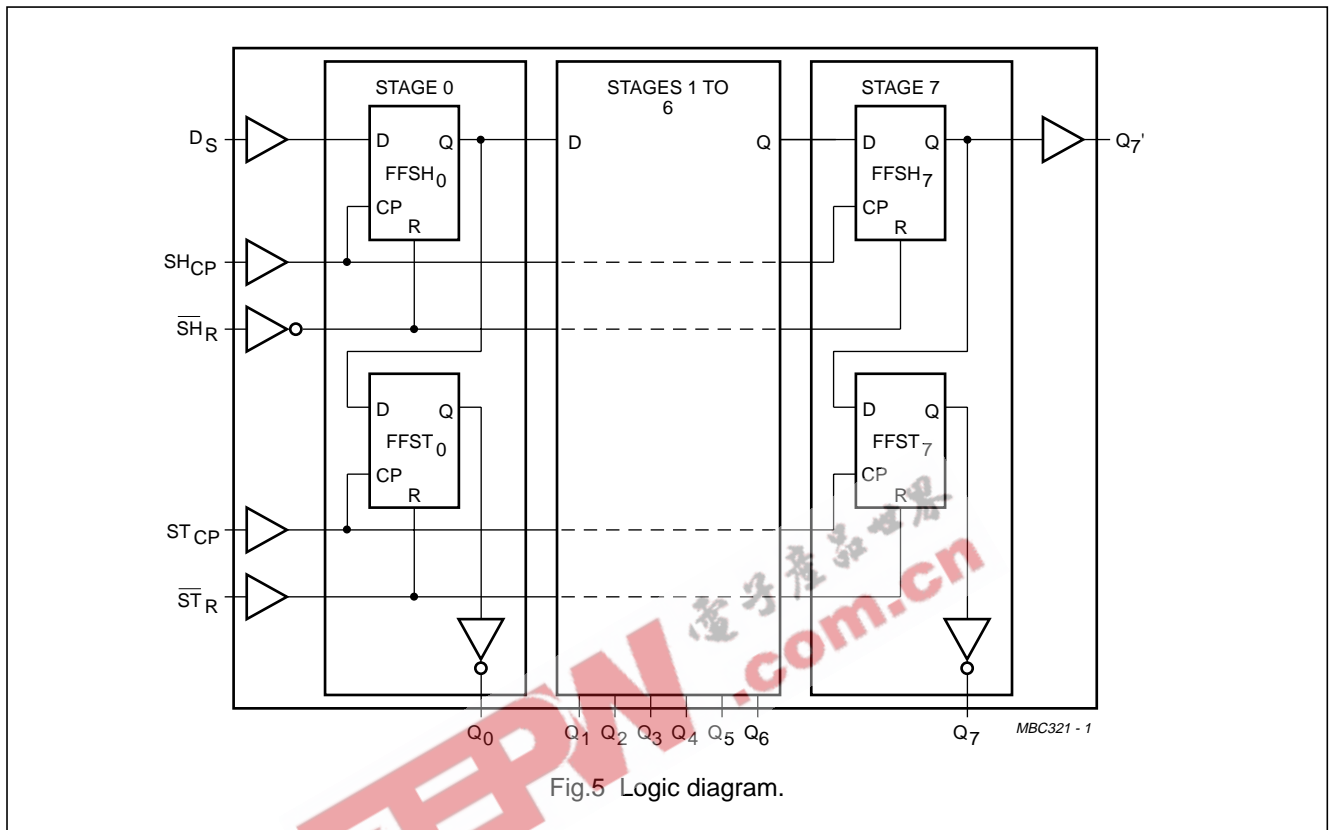 STAGE 0
STAGES 1 TO
6
STAGE 7
DS
D
Q
D
Q
D
Q
Q7'
FFSH0
FFSH7
CP
CP
R
R
SHCP
S̅H̅R
D
Q
D
Q
FFST0
FFST7
CP
CP
R
R
STCP
S̅T̅R
電子產品世界
.com.cn
EEPW
Q0
Q1
Q2
Q3
Q4
Q5
Q6
Q7
MBC321 - 1
Fig.5 Logic diagram.